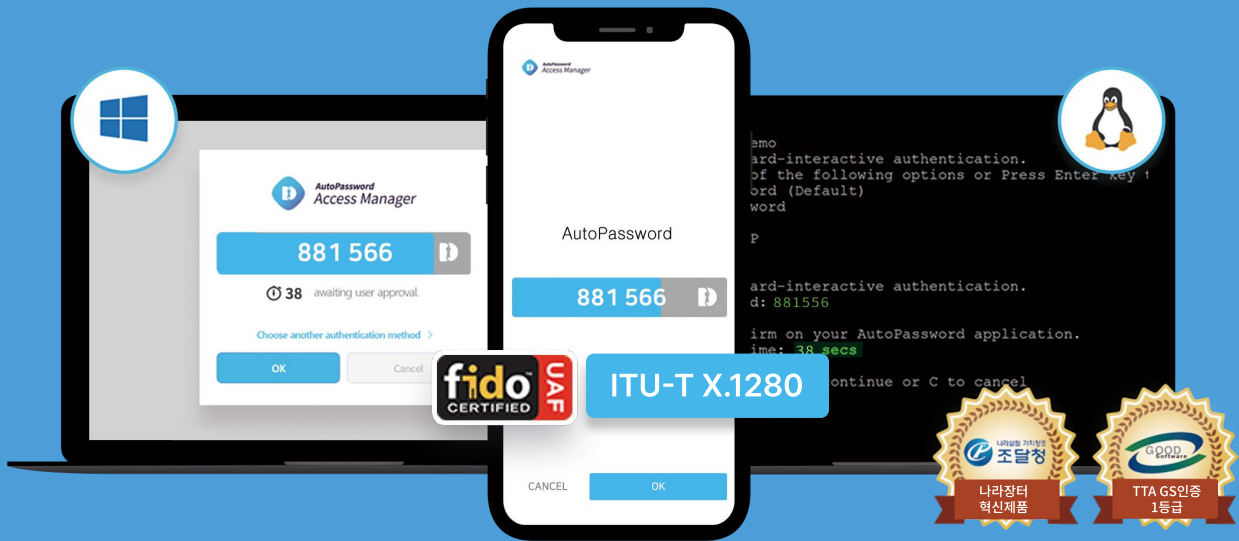 AutoPassword
Access Manager
881 566
38 awaiting user approval.
Choose another authentication method >
OK
Cancel
AutoPassword
Access Manager
AutoPassword
881 566
CANCEL
OK
fido™
CERTIFIED
UAF
ITU-T X.1280
emo
ard-interactive authentication.
of the following options or Press Enter key t
ord (Default)
word
P
ard-interactive authentication.
d: 881556
irm on your AutoPassword application.
ime: 38 secs
ontinue or C to cancel
조달청
나라장터
혁신제품
GOOD
Software
TTA GS인증
1등급